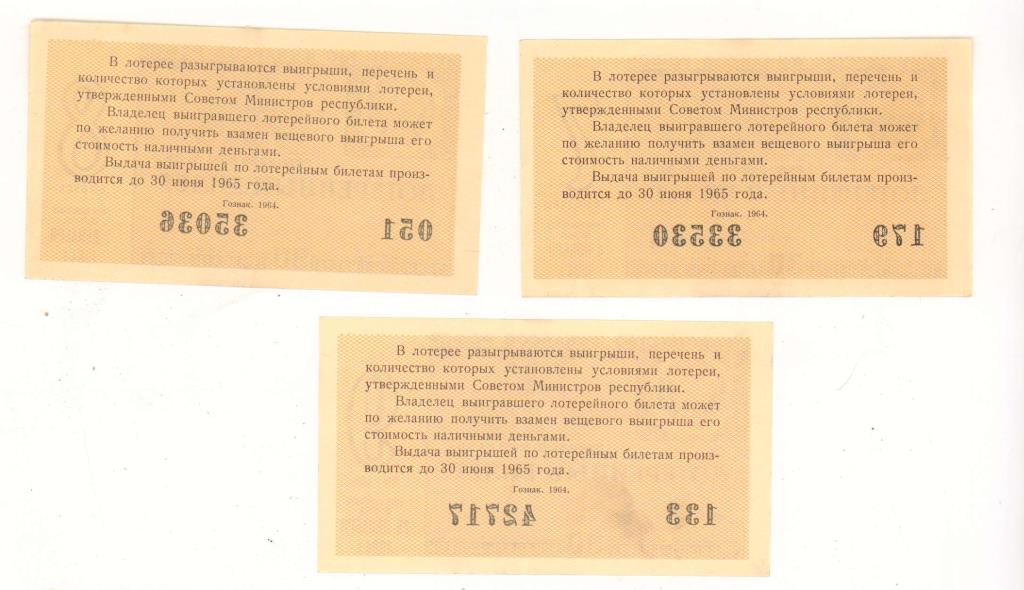 В лотерее разыгрываются выигрыши, перечень и
количество которых установлены условиями лотереи,
утвержденными Советом Министров республики.
Владелец выигравшего лотерейного билета может
по желанию получить взамен вещевого выигрыша его
стоимость наличными деньгами.
Выдача выигрышей по лотерейным билетам произ-
водится до 30 июня 1965 года.
Гознак. 1964.
35036 051
В лотерее разыгрываются выигрыши, перечень и
количество которых установлены условиями лотереи,
утвержденными Советом Министров республики.
Владелец выигравшего лотерейного билета может
по желанию получить взамен вещевого выигрыша его
стоимость наличными деньгами.
Выдача выигрышей по лотерейным билетам произ-
водится до 30 июня 1965 года.
Гознак. 1964.
33530 179
В лотерее разыгрываются выигрыши, перечень и
количество которых установлены условиями лотереи,
утвержденными Советом Министров республики.
Владелец выигравшего лотерейного билета может
по желанию получить взамен вещевого выигрыша его
стоимость наличными деньгами.
Выдача выигрышей по лотерейным билетам произ-
водится до 30 июня 1965 года.
Гознак. 1964.
42717 133